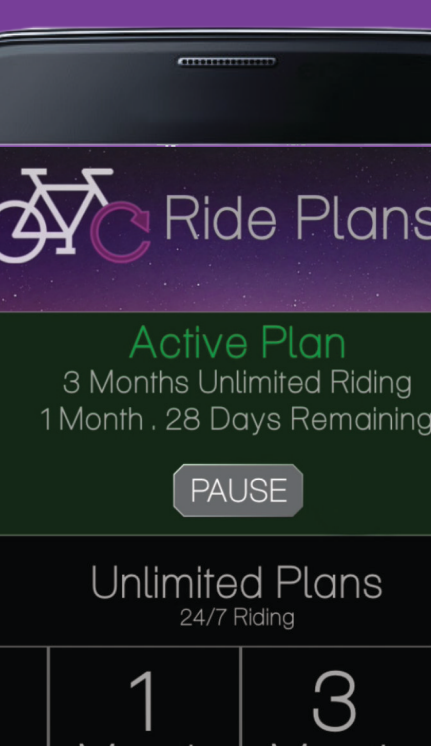 Ride Plans
Active Plan
3 Months Unlimited Riding
1 Month . 28 Days Remaining
PAUSE
Unlimited Plans
24/7 Riding
1 3